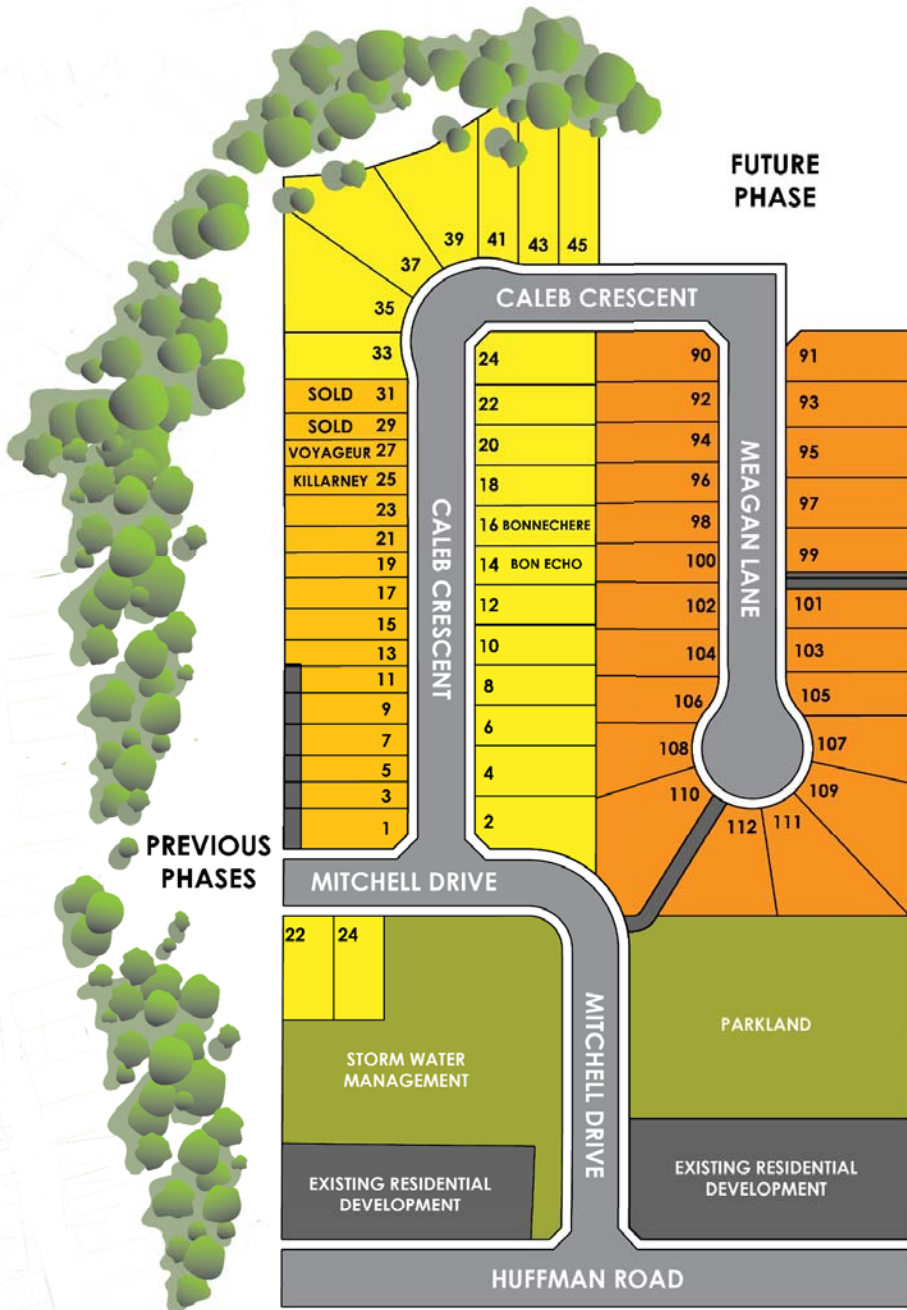 FUTURE
PHASE
39
41
43
45
37
35
33
CALEB CRESCENT
24
90
91
SOLD 31
22
92
93
SOLD 29
20
94
95
VOYAGEUR 27
KILLARNEY 25
18
96
97
23
16 BONNECHERE
98
21
99
19
14 BON ECHO
100
17
12
102
101
15
10
104
103
13
11
8
106
105
9
6
7
108
107
5
4
110
109
3
112
111
1
2
CALEB CRESCENT
MEAGAN LANE
PREVIOUS
PHASES
MITCHELL DRIVE
22
24
MITCHELL DRIVE
PARKLAND
STORM WATER
MANAGEMENT
EXISTING RESIDENTIAL
DEVELOPMENT
EXISTING RESIDENTIAL
DEVELOPMENT
HUFFMAN ROAD